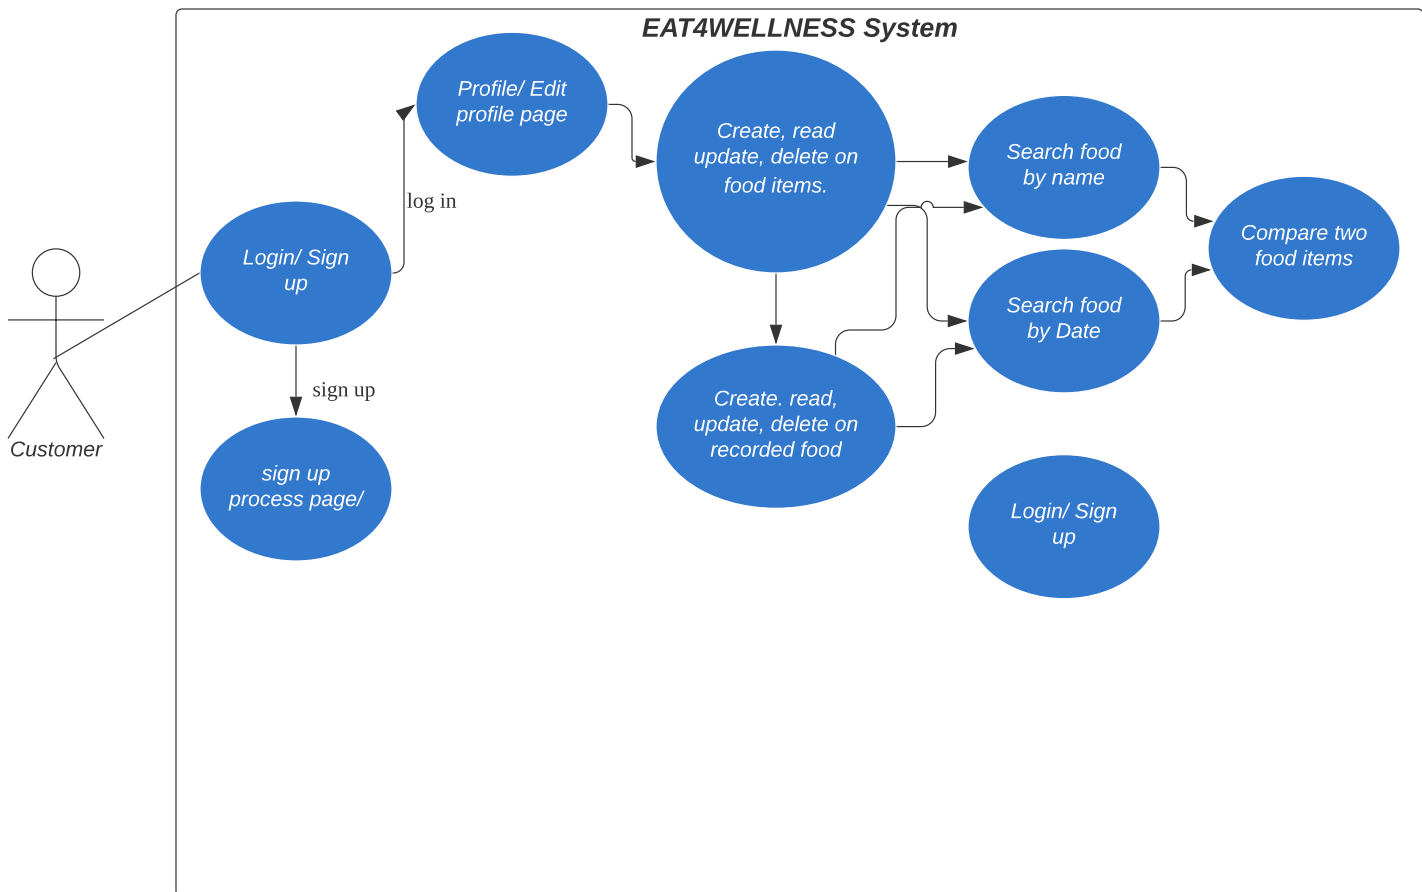 EAT4WELLNESS System
Profile/ Edit
profile page
Create, read
update, delete on
food items.
Search food
by name
Compare two
food items
log in
Login/ Sign
up
Search food
by Date
sign up
Create. read,
update, delete on
recorded food
Customer
sign up
process page/
Login/ Sign
up